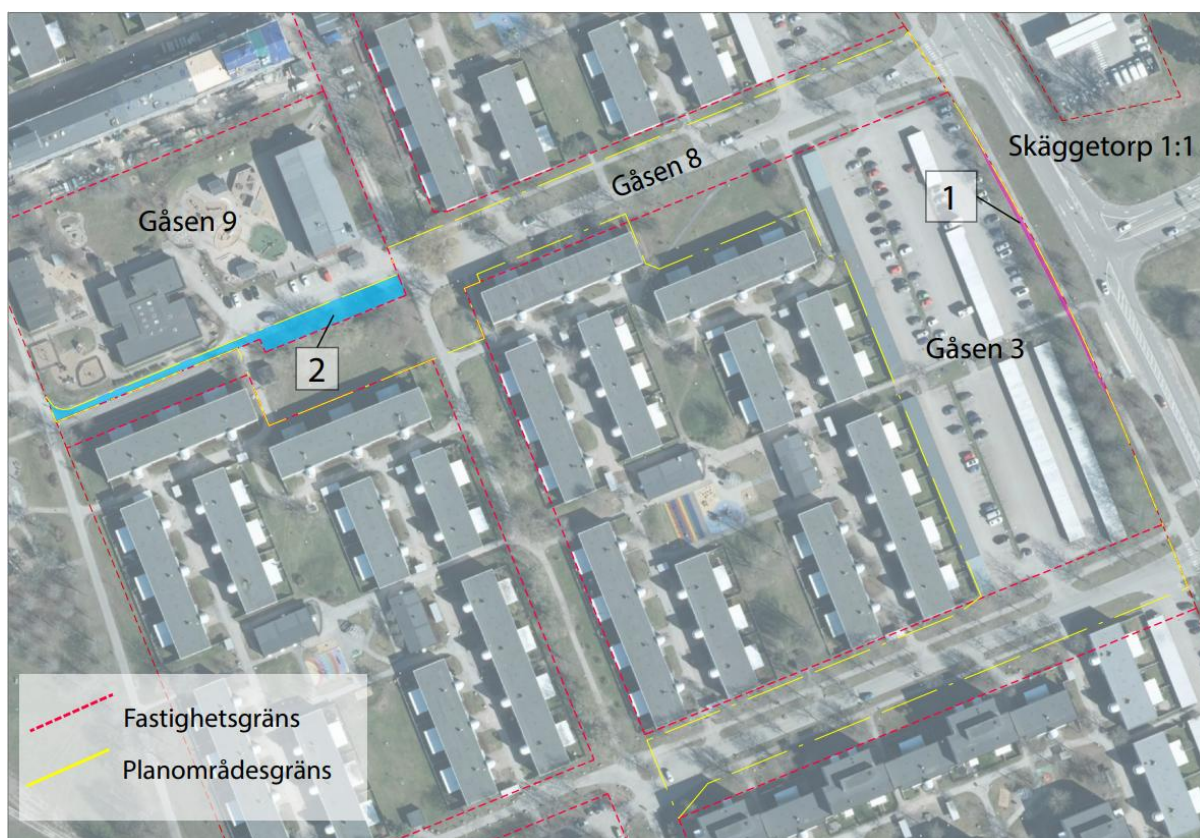 Skäggetorp 1:1
Gåsen 8
1
Gåsen 9
Gåsen 3
2
Fastighetsgräns
Planområdesgräns